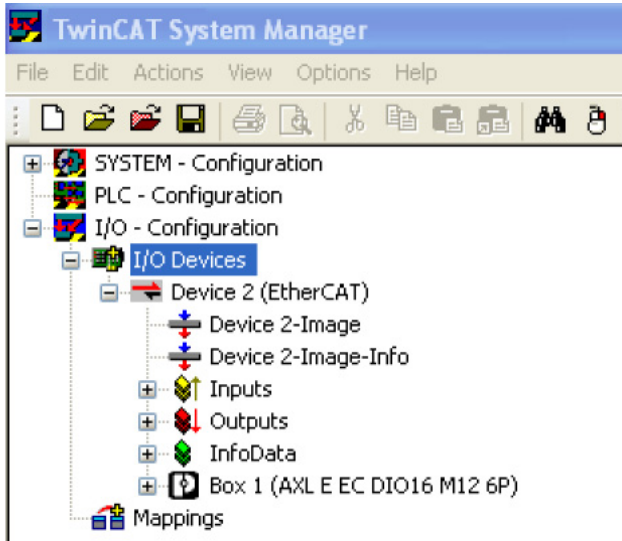 TwinCAT System Manager
File Edit Actions View Options Help
SYSTEM - Configuration
PLC - Configuration
I/O - Configuration
I/O Devices
Device 2 (EtherCAT)
Device 2-Image
Device 2-Image-Info
Inputs
Outputs
InfoData
Box 1 (AXL E EC DIO16 M12 6P)
Mappings